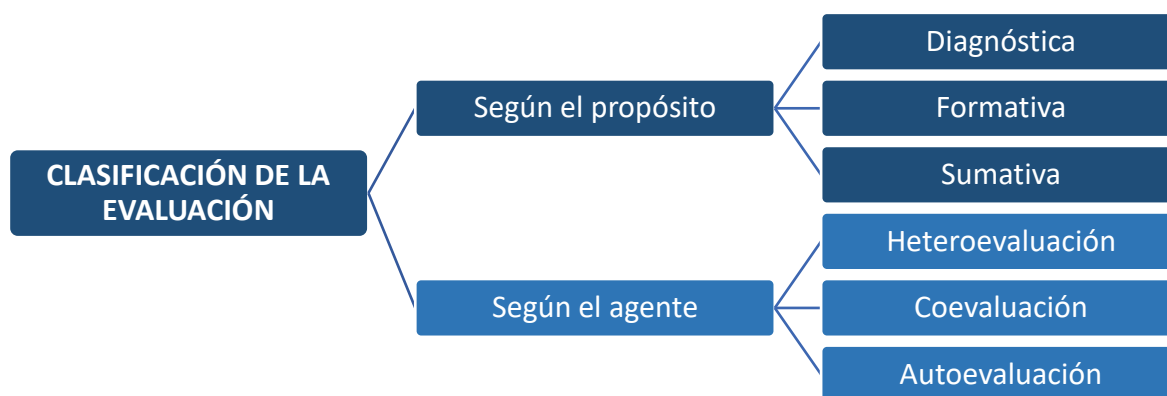 CLASIFICACIÓN DE LA
EVALUACIÓN
Según el propósito
Diagnóstica
Formativa
Sumativa
Según el agente
Heteroevaluación
Coevaluación
Autoevaluación